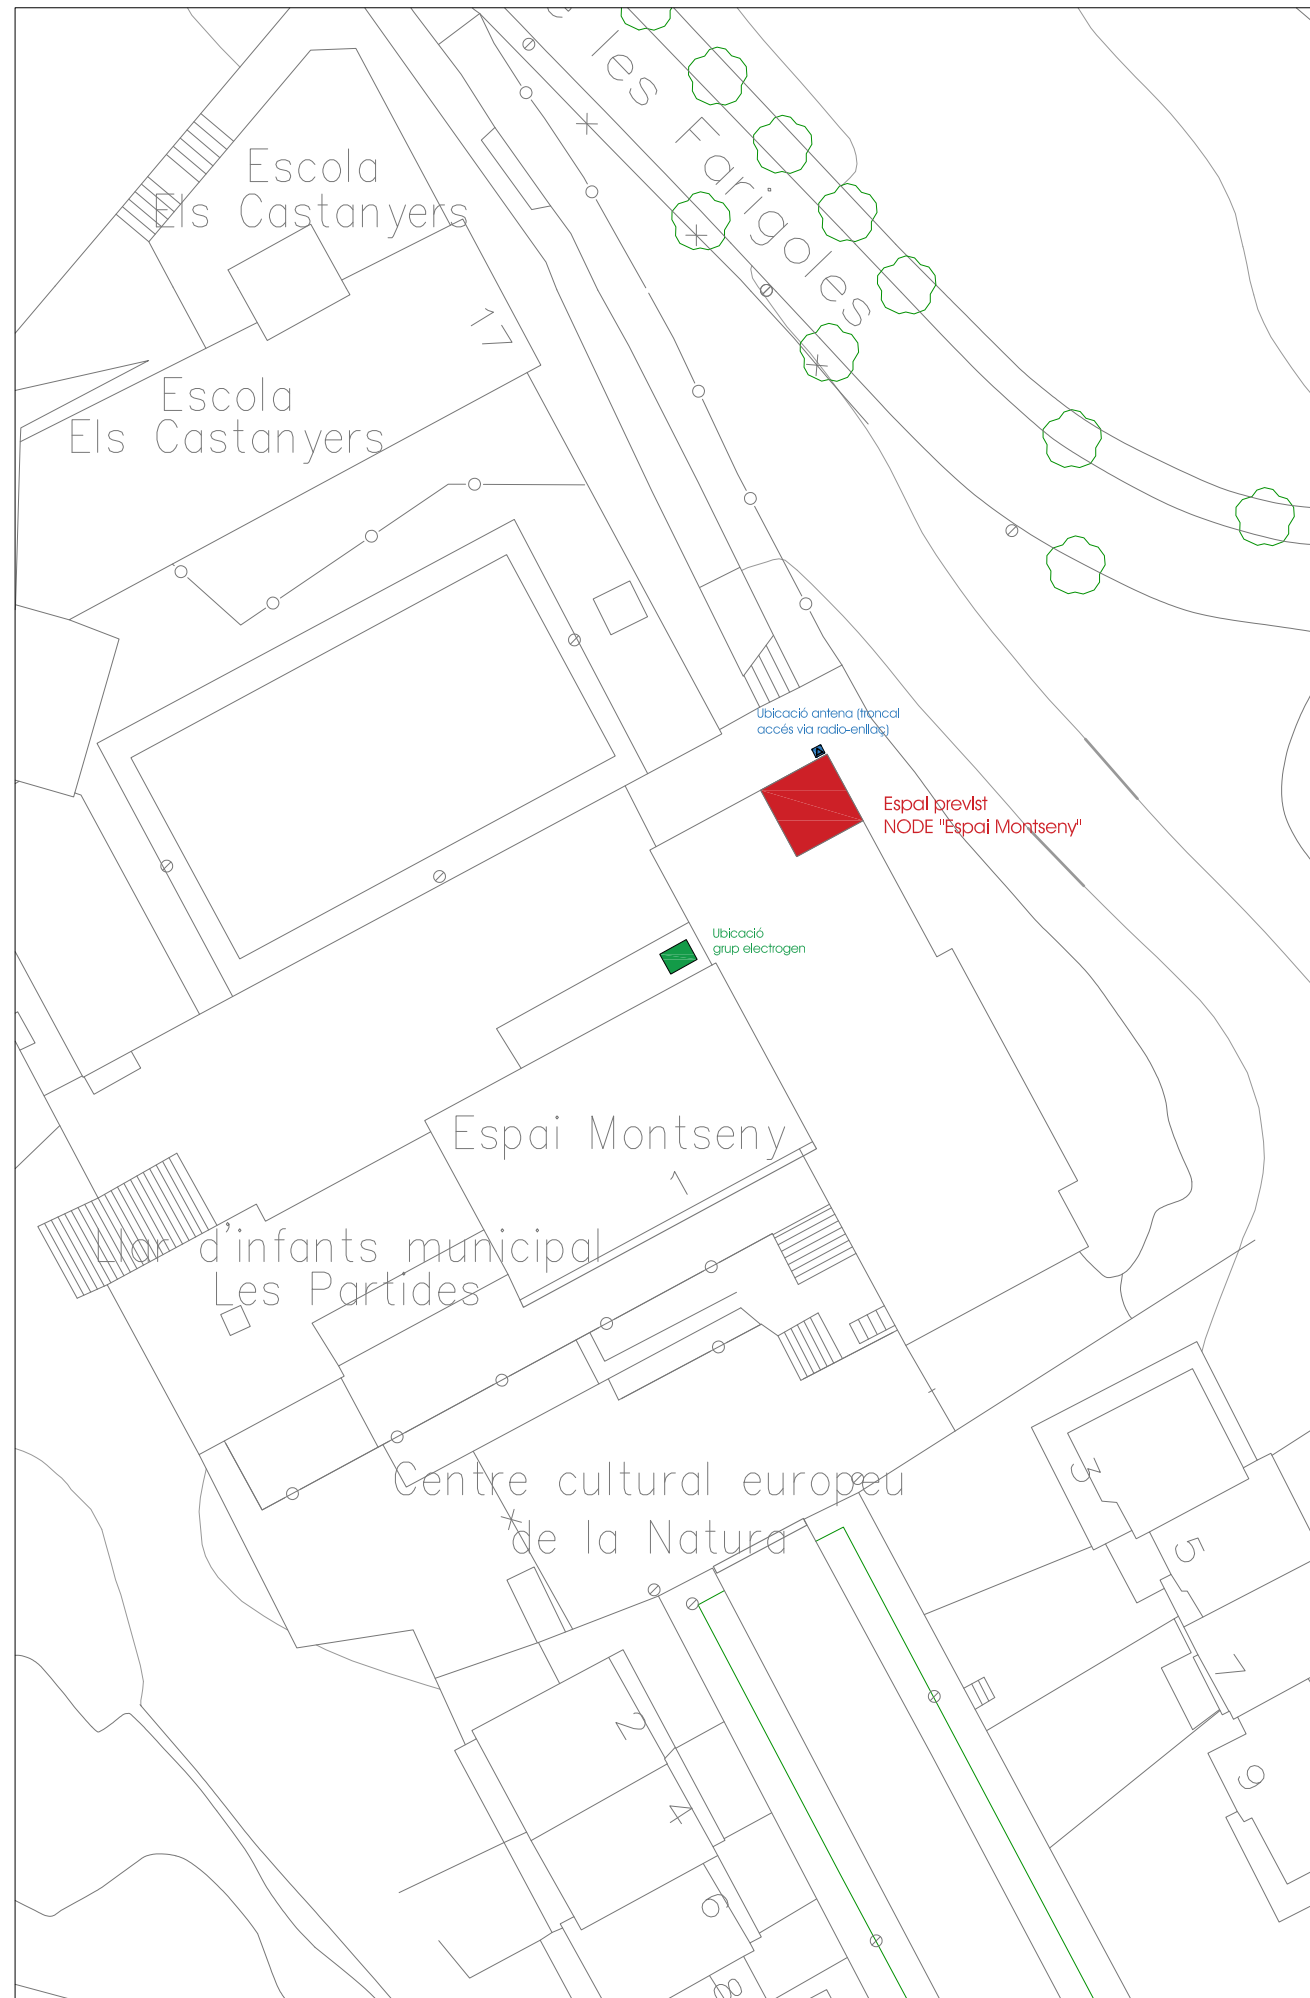 les Farigoles
Escola
Els Castanyers
17
Escola
Els Castanyers
Ubicació antena (troncal
accés via radio-enllaç)
Espai previst
NODE "Espai Montseny"
Ubicació
grup electrogen
Espai Montseny
1
Llar d'infants municipal
Les Partides
Centre cultural europeu
de la Natura
3
5
7
9
2
4
6
8